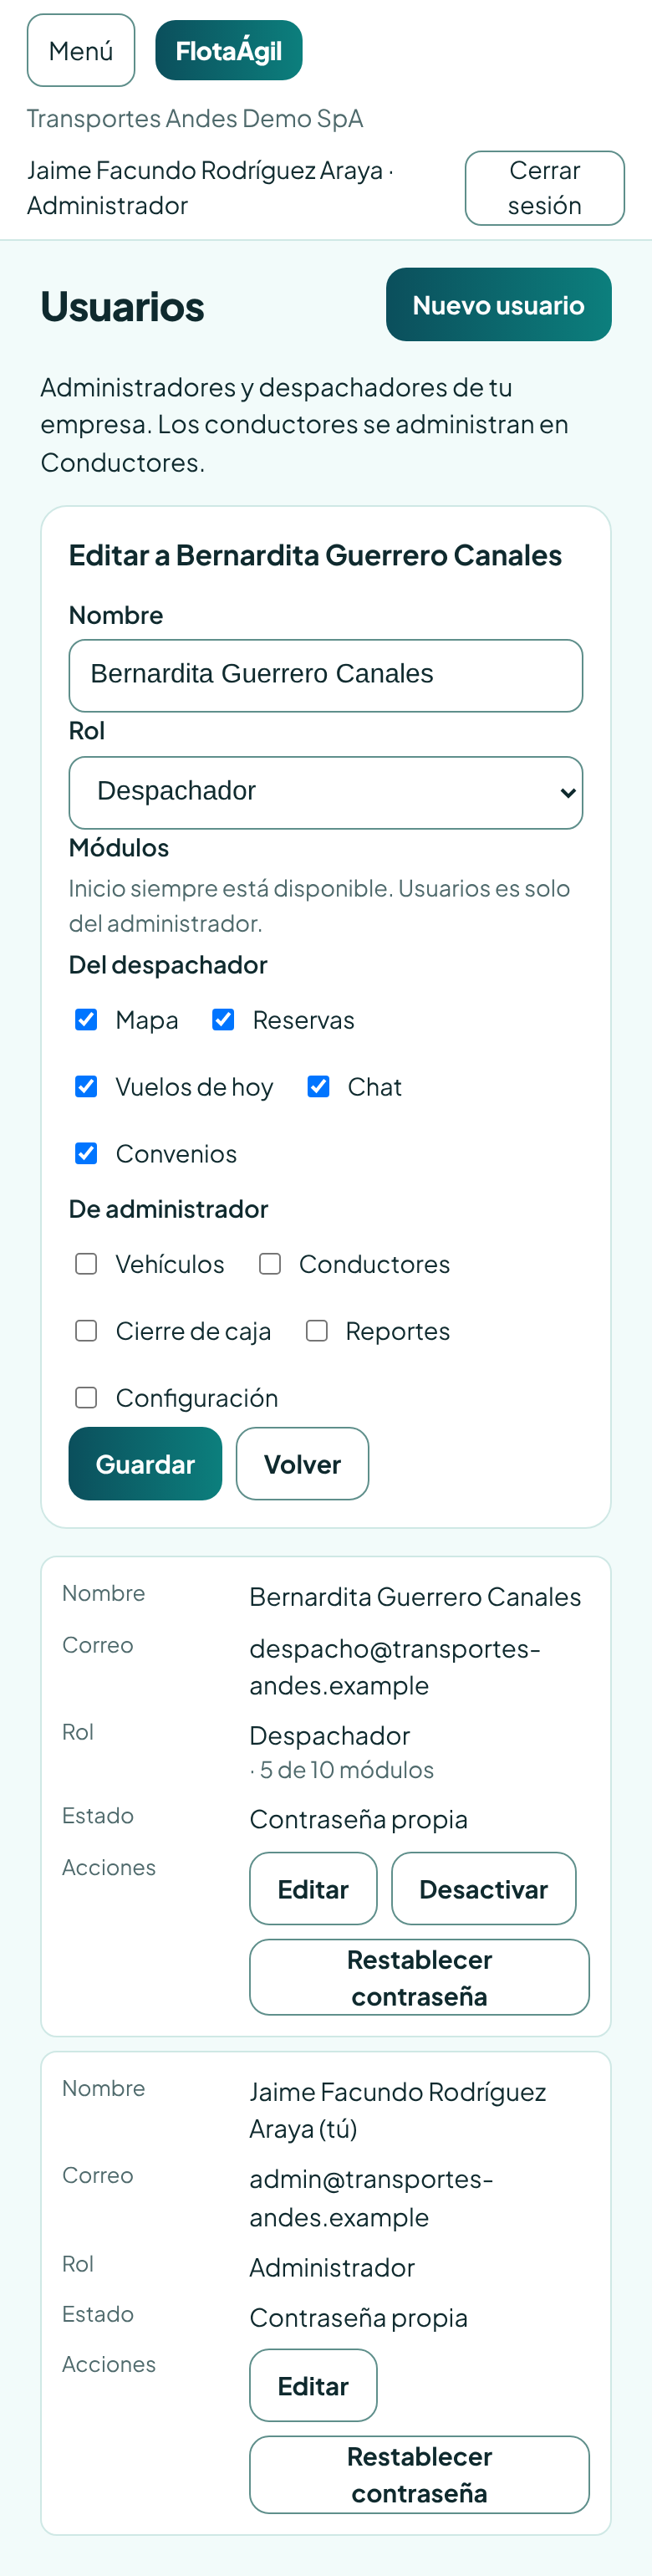 Menú
FlotaÁgil
Transportes Andes Demo SpA
Jaime Facundo Rodríguez Araya ·
Administrador
Cerrar
sesión
Usuarios
Nuevo usuario
Administradores y despachadores de tu
empresa. Los conductores se administran en
Conductores.
Editar a Bernardita Guerrero Canales
Nombre
Bernardita Guerrero Canales
Rol
Despachador
Módulos
Inicio siempre está disponible. Usuarios es solo
del administrador.
Del despachador
Mapa Reservas
Vuelos de hoy Chat
Convenios
De administrador
Vehículos Conductores
Cierre de caja Reportes
Configuración
Guardar Volver
Nombre Bernardita Guerrero Canales
Correo despacho@transportes-
andes.example
Rol Despachador
· 5 de 10 módulos
Estado Contraseña propia
Acciones Editar Desactivar
Restablecer
contraseña
Nombre Jaime Facundo Rodríguez
Araya (tú)
Correo admin@transportes-
andes.example
Rol Administrador
Estado Contraseña propia
Acciones Editar
Restablecer
contraseña